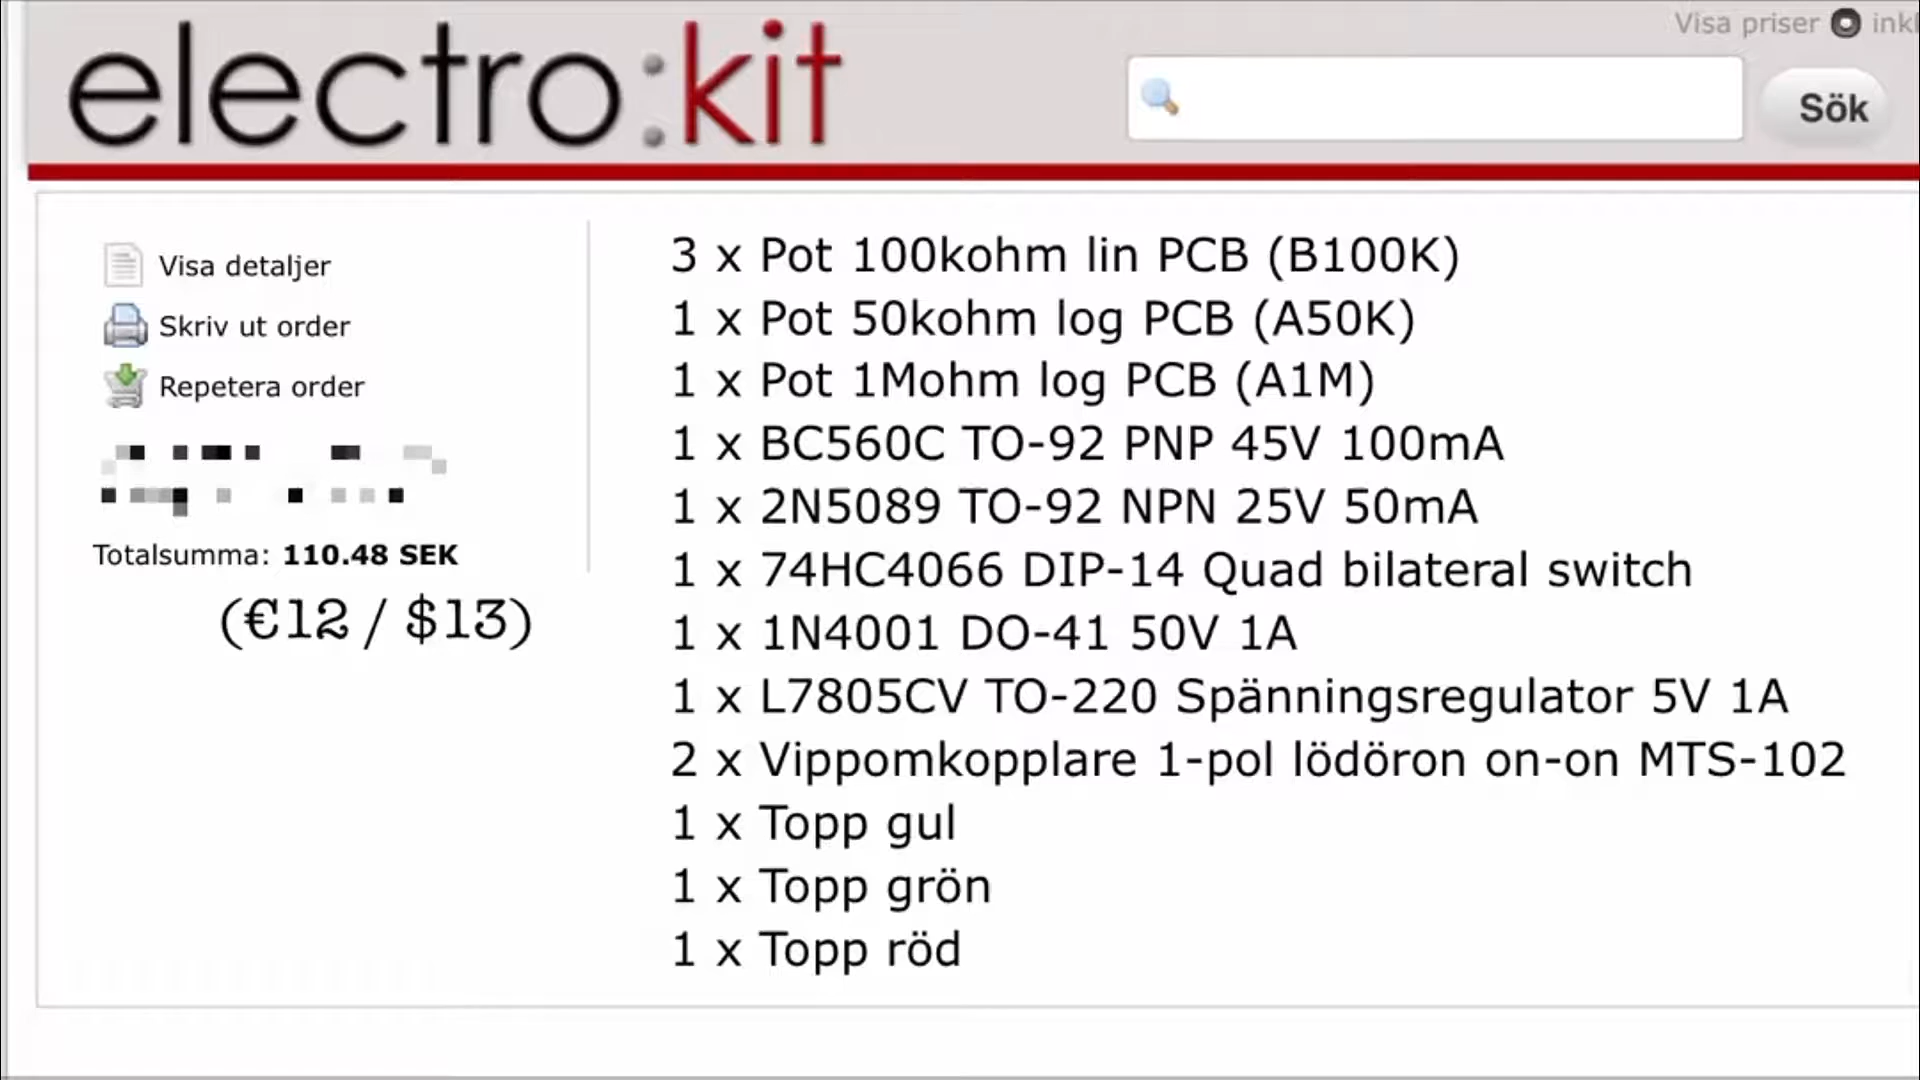 electro:kit
Visa priser
Sök
Visa detaljer
Skriv ut order
Repetera order
Totalsumma: 110.48 SEK
(€12 / $13)
3 x Pot 100kohm lin PCB (B100K)
1 x Pot 50kohm log PCB (A50K)
1 x Pot 1Mohm log PCB (A1M)
1 x BC560C TO-92 PNP 45V 100mA
1 x 2N5089 TO-92 NPN 25V 50mA
1 x 74HC4066 DIP-14 Quad bilateral switch
1 x 1N4001 DO-41 50V 1A
1 x L7805CV TO-220 Spänningsregulator 5V 1A
2 x Vippomkopplare 1-pol lödöron on-on MTS-102
1 x Topp gul
1 x Topp grön
1 x Topp röd